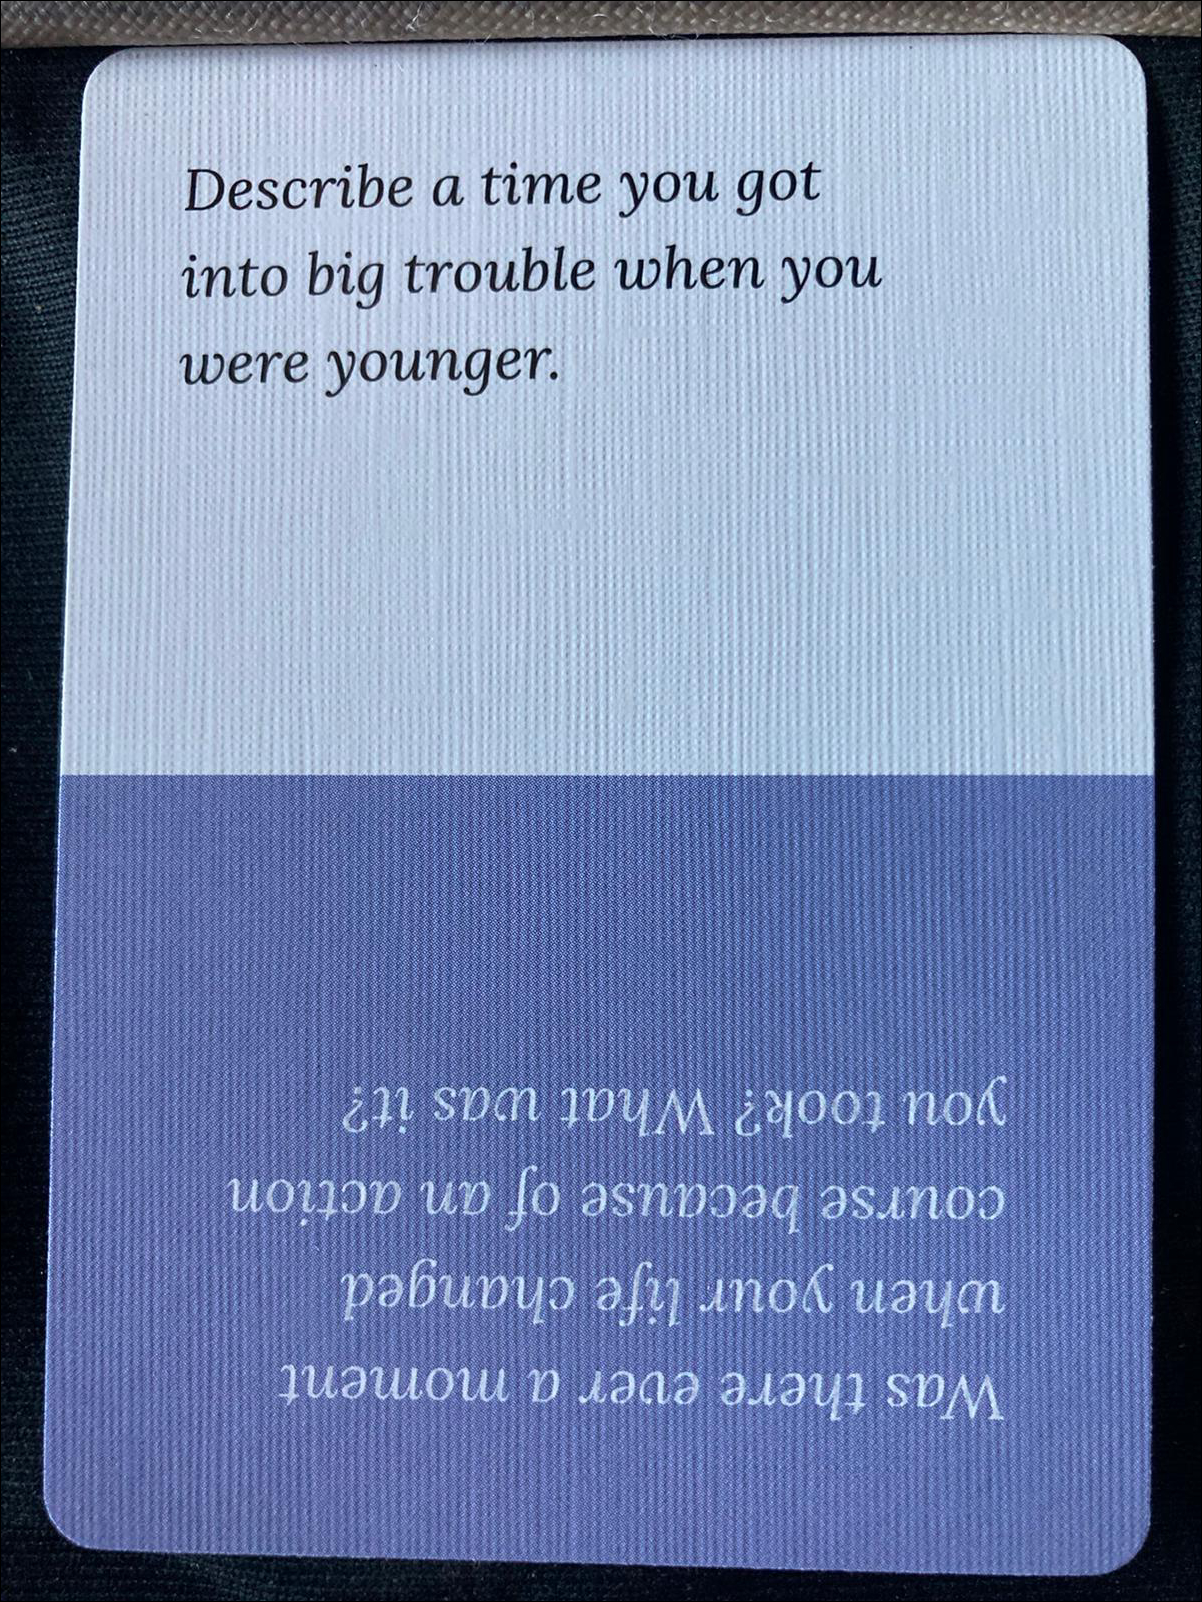 Describe a time you got
into big trouble when you
were younger.
Was there ever a moment
when your life changed
course because of an action
you took? What was it?